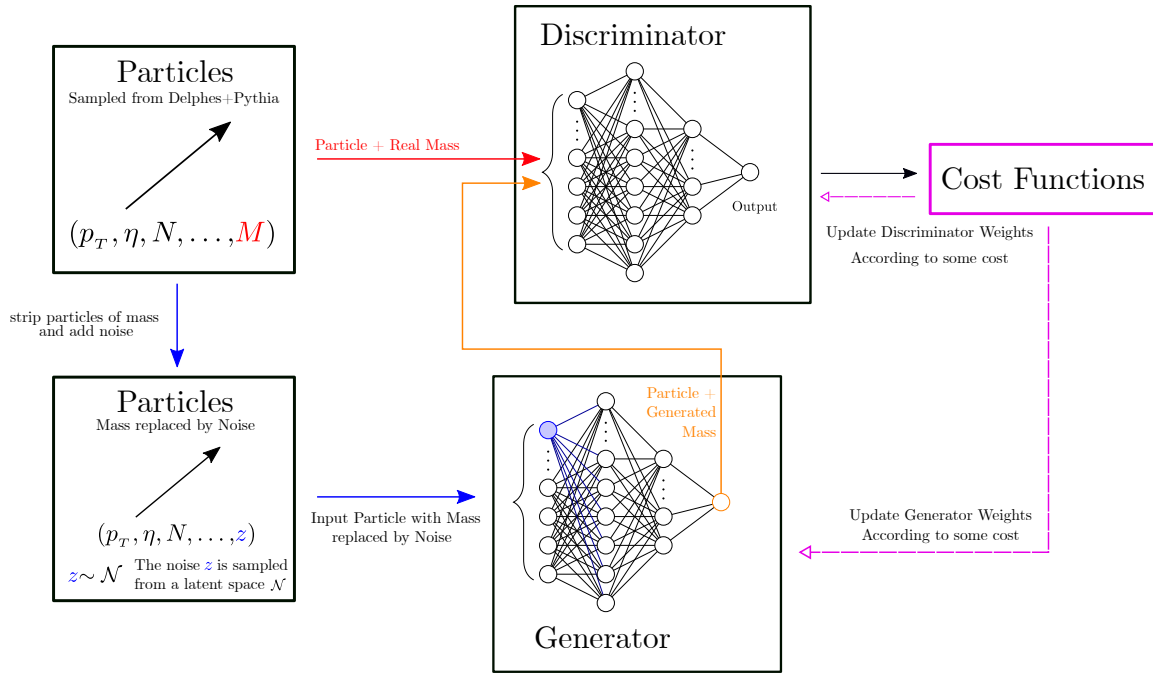 Particles
Sampled from Delphes+Pythia
(p_T, η, N, ..., M)
strip particles of mass
and add noise
Particles
Mass replaced by Noise
(p_T, η, N, ..., z)
z ~ 𝒩
The noise z is sampled
from a latent space 𝒩
Particle + Real Mass
Input Particle with Mass
replaced by Noise
Discriminator
Output
Particle +
Generated
Mass
Generator
Cost Functions
Update Discriminator Weights
According to some cost
Update Generator Weights
According to some cost